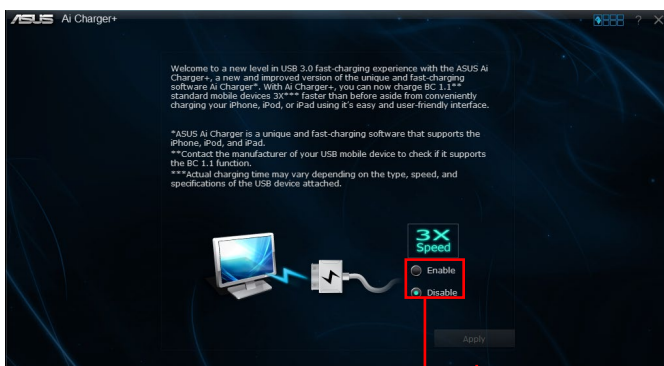 ASUS Ai Charger+ ? X
Welcome to a new level in USB 3.0 fast-charging experience with the ASUS Ai
Charger+, a new and improved version of the unique and fast-charging
software Ai Charger*. With Ai Charger+, you can now charge BC 1.1**
standard mobile devices 3X*** faster than before aside from conveniently
charging your iPhone, iPod, or iPad using it's easy and user-friendly interface.
*ASUS Ai Charger is a unique and fast-charging software that supports the
iPhone, iPod, and iPad.
**Contact the manufacturer of your USB mobile device to check if it supports
the BC 1.1 function.
***Actual charging time may vary depending on the type, speed, and
specifications of the USB device attached.
3X
Speed
Enable
Disable
Apply